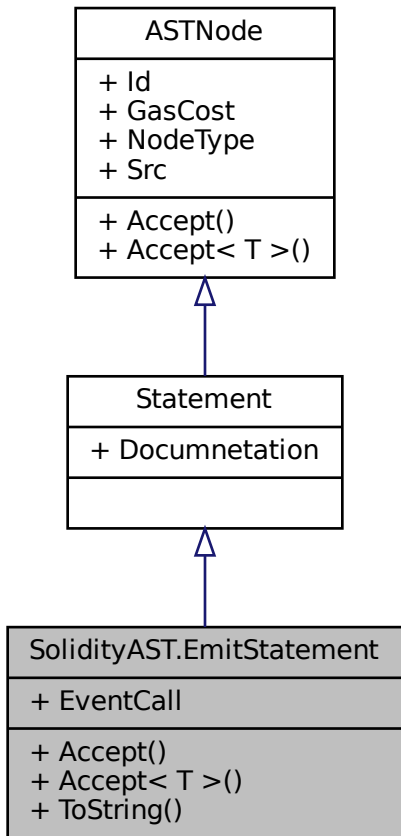 ASTNode
+ Id
+ GasCost
+ NodeType
+ Src
+ Accept()
+ Accept< T >()
Statement
+ Documnetation
SolidityAST.EmitStatement
+ EventCall
+ Accept()
+ Accept< T >()
+ ToString()